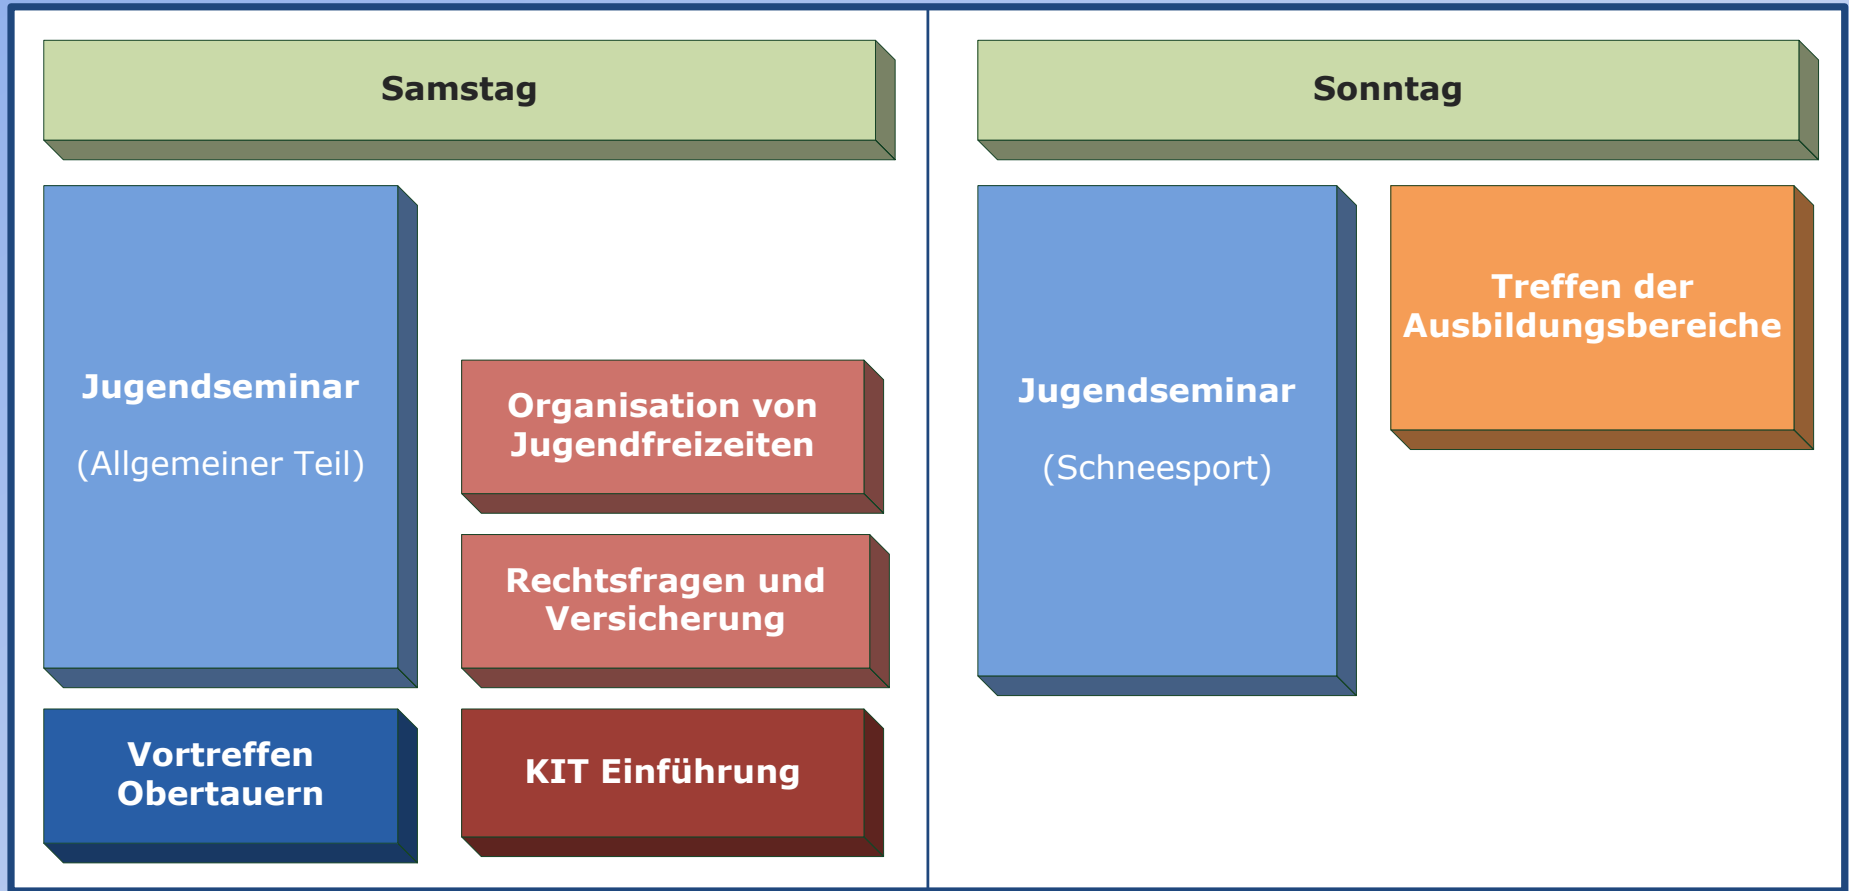 Samstag
Jugendseminar
(Allgemeiner Teil)
Organisation von
Jugendfreizeiten
Rechtsfragen und
Versicherung
Vortreffen
Obertauern
KIT Einführung
Sonntag
Jugendseminar
(Schneesport)
Treffen der
Ausbildungsbereiche